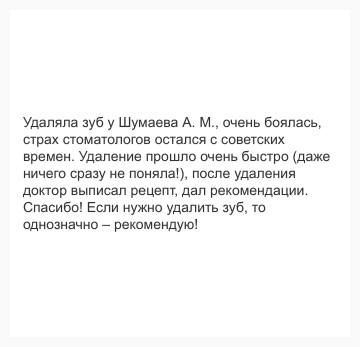 Удаляла зуб у Шумаева А. М., очень боялась,
страх стоматологов остался с советских
времен. Удаление прошло очень быстро (даже
ничего сразу не поняла!), после удаления
доктор выписал рецепт, дал рекомендации.
Спасибо! Если нужно удалить зуб, то
однозначно – рекомендую!